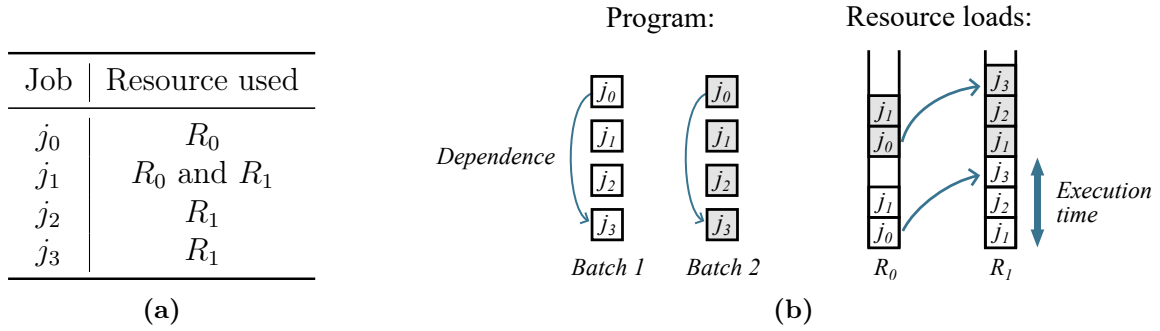 Job Resource used
j0 R0
j1 R0 and R1
j2 R1
j3 R1
(a)
Program:
j0 j0
j1 j1
j2 j2
j3 j3
Dependence
Batch 1 Batch 2
Resource loads:
j3
j1 j2
j0 j1
j3
j1 j2
j0 j1
R0 R1
Execution
time
(b)